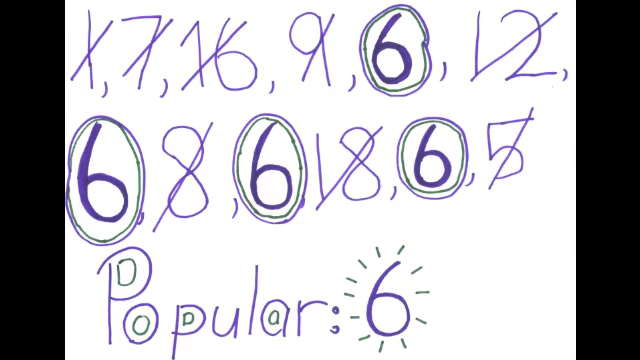 1, 7, 16, 9, 6, 12,
6, 8, 6, 18, 6, 5
Popular: 6